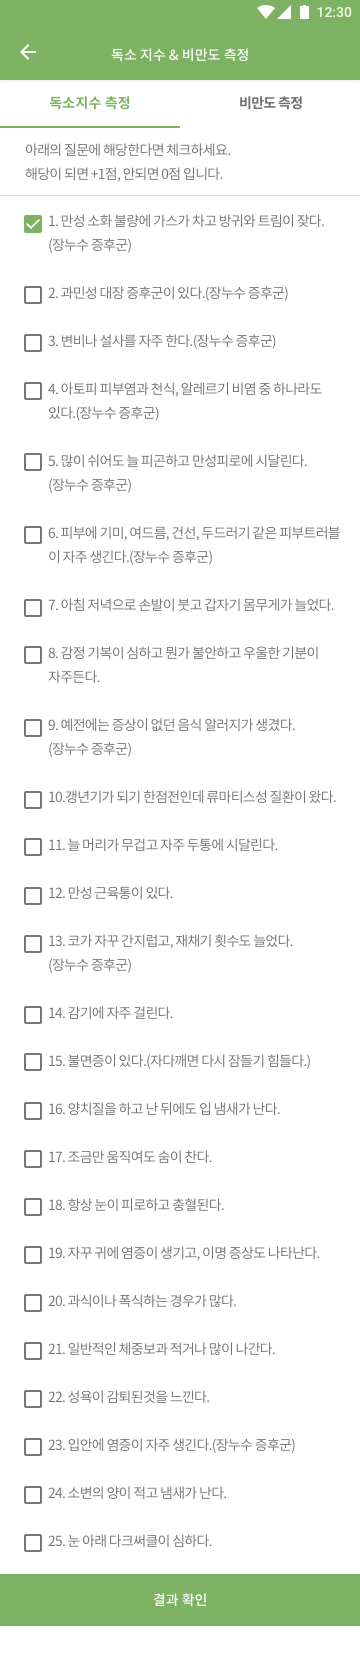 12:30
독소 지수 & 비만도 측정
독소지수 측정
비만도 측정
아래의 질문에 해당한다면 체크하세요.
해당이 되면 +1점, 안되면 0점 입니다.
1. 만성 소화 불량에 가스가 차고 방귀와 트림이 잦다.
(장누수 증후군)
2. 과민성 대장 증후군이 있다.(장누수 증후군)
3. 변비나 설사를 자주 한다.(장누수 증후군)
4. 아토피 피부염과 천식, 알레르기 비염 중 하나라도
있다.(장누수 증후군)
5. 많이 쉬어도 늘 피곤하고 만성피로에 시달린다.
(장누수 증후군)
6. 피부에 기미, 여드름, 건선, 두드러기 같은 피부트러블
이 자주 생긴다.(장누수 증후군)
7. 아침 저녁으로 손발이 붓고 갑자기 몸무게가 늘었다.
8. 감정 기복이 심하고 뭔가 불안하고 우울한 기분이
자주든다.
9. 예전에는 증상이 없던 음식 알러지가 생겼다.
(장누수 증후군)
10.갱년기가 되기 한점전인데 류마티스성 질환이 왔다.
11. 늘 머리가 무겁고 자주 두통에 시달린다.
12. 만성 근육통이 있다.
13. 코가 자꾸 간지럽고, 재채기 횟수도 늘었다.
(장누수 증후군)
14. 감기에 자주 걸린다.
15. 불면증이 있다.(자다깨면 다시 잠들기 힘들다.)
16. 양치질을 하고 난 뒤에도 입 냄새가 난다.
17. 조금만 움직여도 숨이 찬다.
18. 항상 눈이 피로하고 충혈된다.
19. 자꾸 귀에 염증이 생기고, 이명 증상도 나타난다.
20. 과식이나 폭식하는 경우가 많다.
21. 일반적인 체중보과 적거나 많이 나간다.
22. 성욕이 감퇴된것을 느낀다.
23. 입안에 염증이 자주 생긴다.(장누수 증후군)
24. 소변의 양이 적고 냄새가 난다.
25. 눈 아래 다크써클이 심하다.
결과 확인